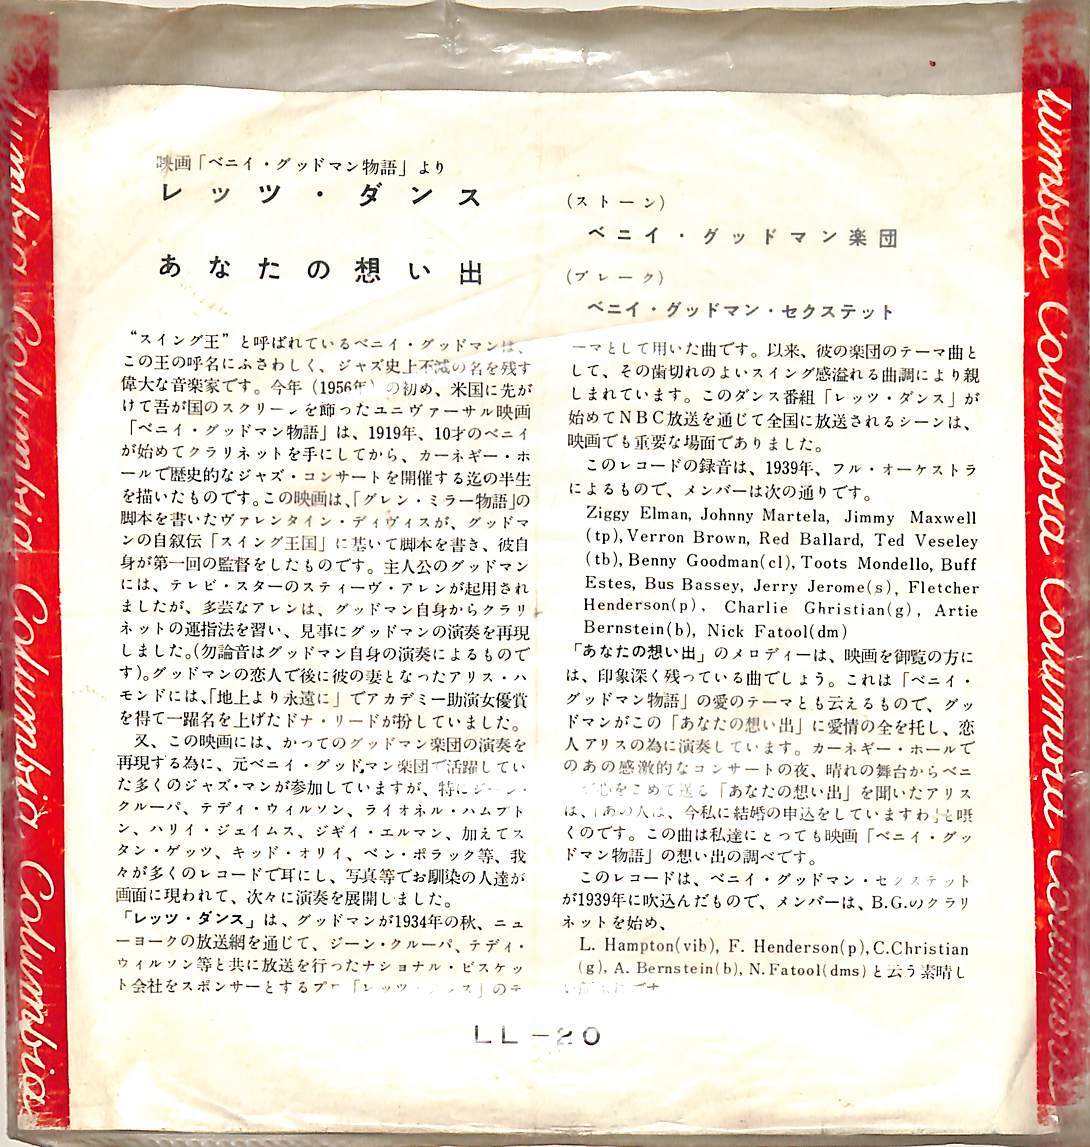 映画「ベニイ・グッドマン物語」より
レッツ・ダンス
(ストーン)
ベニイ・グッドマン楽団
あなたの想い出
(ブレーク)
ベニイ・グッドマン・セクステット
“スイング王”と呼ばれているベニイ・グッドマンは、
この王の呼名にふさわしく、ジャズ史上不滅の名を残す
偉大な音楽家です。今年(1956年)の初め、米国に先が
けて吾が国のスクリーンを飾ったユニヴァーサル映画
「ベニイ・グッドマン物語」は、1919年、10才のベニイ
が始めてクラリネットを手にしてから、カーネギー・ホ
ールで歴史的なジャズ・コンサートを開催する迄の半生
を描いたものです。この映画は、「グレン・ミラー物語」の
脚本を書いたヴァレンタイン・ディヴィスが、グッドマ
ンの自叙伝「スイング王国」に基いて脚本を書き、彼自
身が第一回の監督をしたものです。主人公のグッドマン
には、テレビ・スターのスティーヴ・アレンが起用され
ましたが、多芸なアレンは、グッドマン自身からクラリ
ネットの運指法を習い、見事にグッドマンの演奏を再現
しました。(勿論音はグッドマン自身の演奏によるもので
す)。グッドマンの恋人で後に彼の妻となったアリス・ハ
モンドには、「地上より永遠に」でアカデミー助演女優賞
を得て一躍名を上げたドナ・リードが扮していました。
又、この映画には、かつてのグッドマン楽団の演奏を
再現する為に、元ベニイ・グッドマン楽団で活躍してい
た多くのジャズ・マンが参加していますが、特にジーン・
クルーパ、テディ・ウィルソン、ライオネル・ハムプト
ン、ハリイ・ジェイムス、ジギイ・エルマン、加えてス
タン・ゲッツ、キッド・オリイ、ベン・ポラック等、我
々が多くのレコードで耳にし、写真等でお馴染の人達が
画面に現われて、次々に演奏を展開しました。
「レッツ・ダンス」は、グッドマンが1934年の秋、ニュ
ーヨークの放送網を通じて、ジーン・クルーパ、テディ・
ウィルソン等と共に放送を行ったナショナル・ビスケッ
ト会社をスポンサーとするプロ「レッツ・ダンス」のテ
ーマとして用いた曲です。以来、彼の楽団のテーマ曲と
して、その歯切れのよいスイング感溢れる曲調により親
しまれています。このダンス番組「レッツ・ダンス」が
始めてNBC放送を通じて全国に放送されるシーンは、
映画でも重要な場面でありました。
このレコードの録音は、1939年、フル・オーケストラ
によるもので、メンバーは次の通りです。
Ziggy Elman, Johnny Martela, Jimmy Maxwell
(tp),Verron Brown, Red Ballard, Ted Veseley
(tb), Benny Goodman(cl), Toots Mondello, Buff
Estes, Bus Bassey, Jerry Jerome(s), Fletcher
Henderson(p), Charlie Ghristian(g), Artie
Bernstein(b), Nick Fatool(dm)
「あなたの想い出」のメロディーは、映画を御覧の方に
は、印象深く残っている曲でしょう。これは「ベニイ・
グッドマン物語」の愛のテーマとも云えるもので、グッ
ドマンがこの「あなたの想い出」に愛情の全を托し、恋
人アリスの為に演奏しています。カーネギー・ホールで
のあの感激的なコンサートの夜、晴れの舞台からベニ
が心をこめて送る「あなたの想い出」を聞いたアリス
は、「あの人は、今私に結婚の申込をしていますわ」と囁
くのです。この曲は私達にとっても映画「ベニイ・グッ
ドマン物語」の想い出の調べです。
このレコードは、ベニイ・グッドマン・セクステット
が1939年に吹込んだもので、メンバーは、B.G.のクラリ
ネットを始め、
L. Hampton(vib), F. Henderson(p), C.Christian
(g), A. Bernstein(b), N.Fatool(dms)と云う素晴し
です
LL-20
Columbia Columbia Columbia Columbia
Columbia Columbia Columbia Columbia